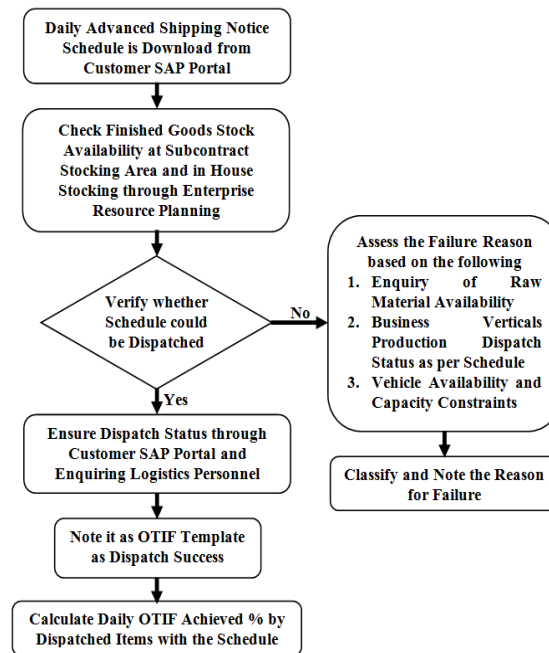 Daily Advanced Shipping Notice
Schedule is Download from
Customer SAP Portal
Check Finished Goods Stock
Availability at Subcontract
Stocking Area and in House
Stocking through Enterprise
Resource Planning
Verify whether
Schedule could
be Dispatched
No
Assess the Failure Reason
based on the following
1. Enquiry of Raw
Material Availability
2. Business Verticals
Production Dispatch
Status as per Schedule
3. Vehicle Availability and
Capacity Constraints
Yes
Ensure Dispatch Status through
Customer SAP Portal and
Enquiring Logistics Personnel
Classify and Note the Reason
for Failure
Note it as OTIF Template
as Dispatch Success
Calculate Daily OTIF Achieved % by
Dispatched Items with the Schedule